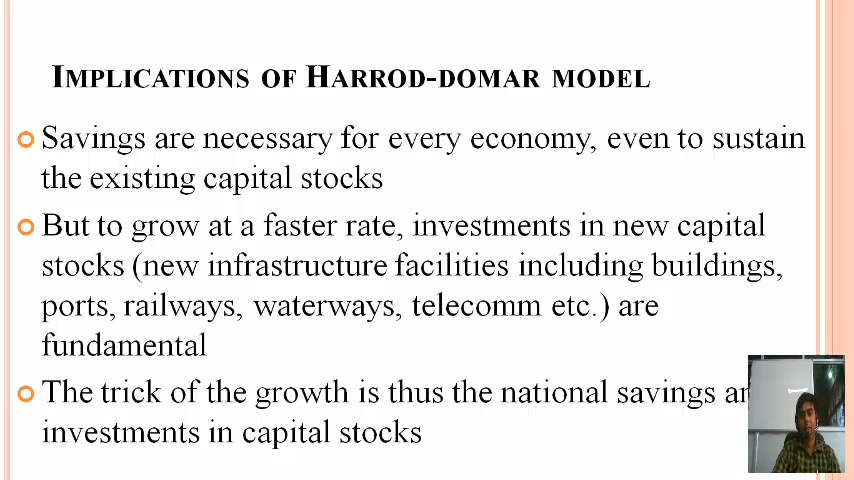 IMPLICATIONS OF HARROD-DOMAR MODEL
Savings are necessary for every economy, even to sustain
the existing capital stocks
But to grow at a faster rate, investments in new capital
stocks (new infrastructure facilities including buildings,
ports, railways, waterways, telecomm etc.) are
fundamental
The trick of the growth is thus the national savings
investments in capital stocks